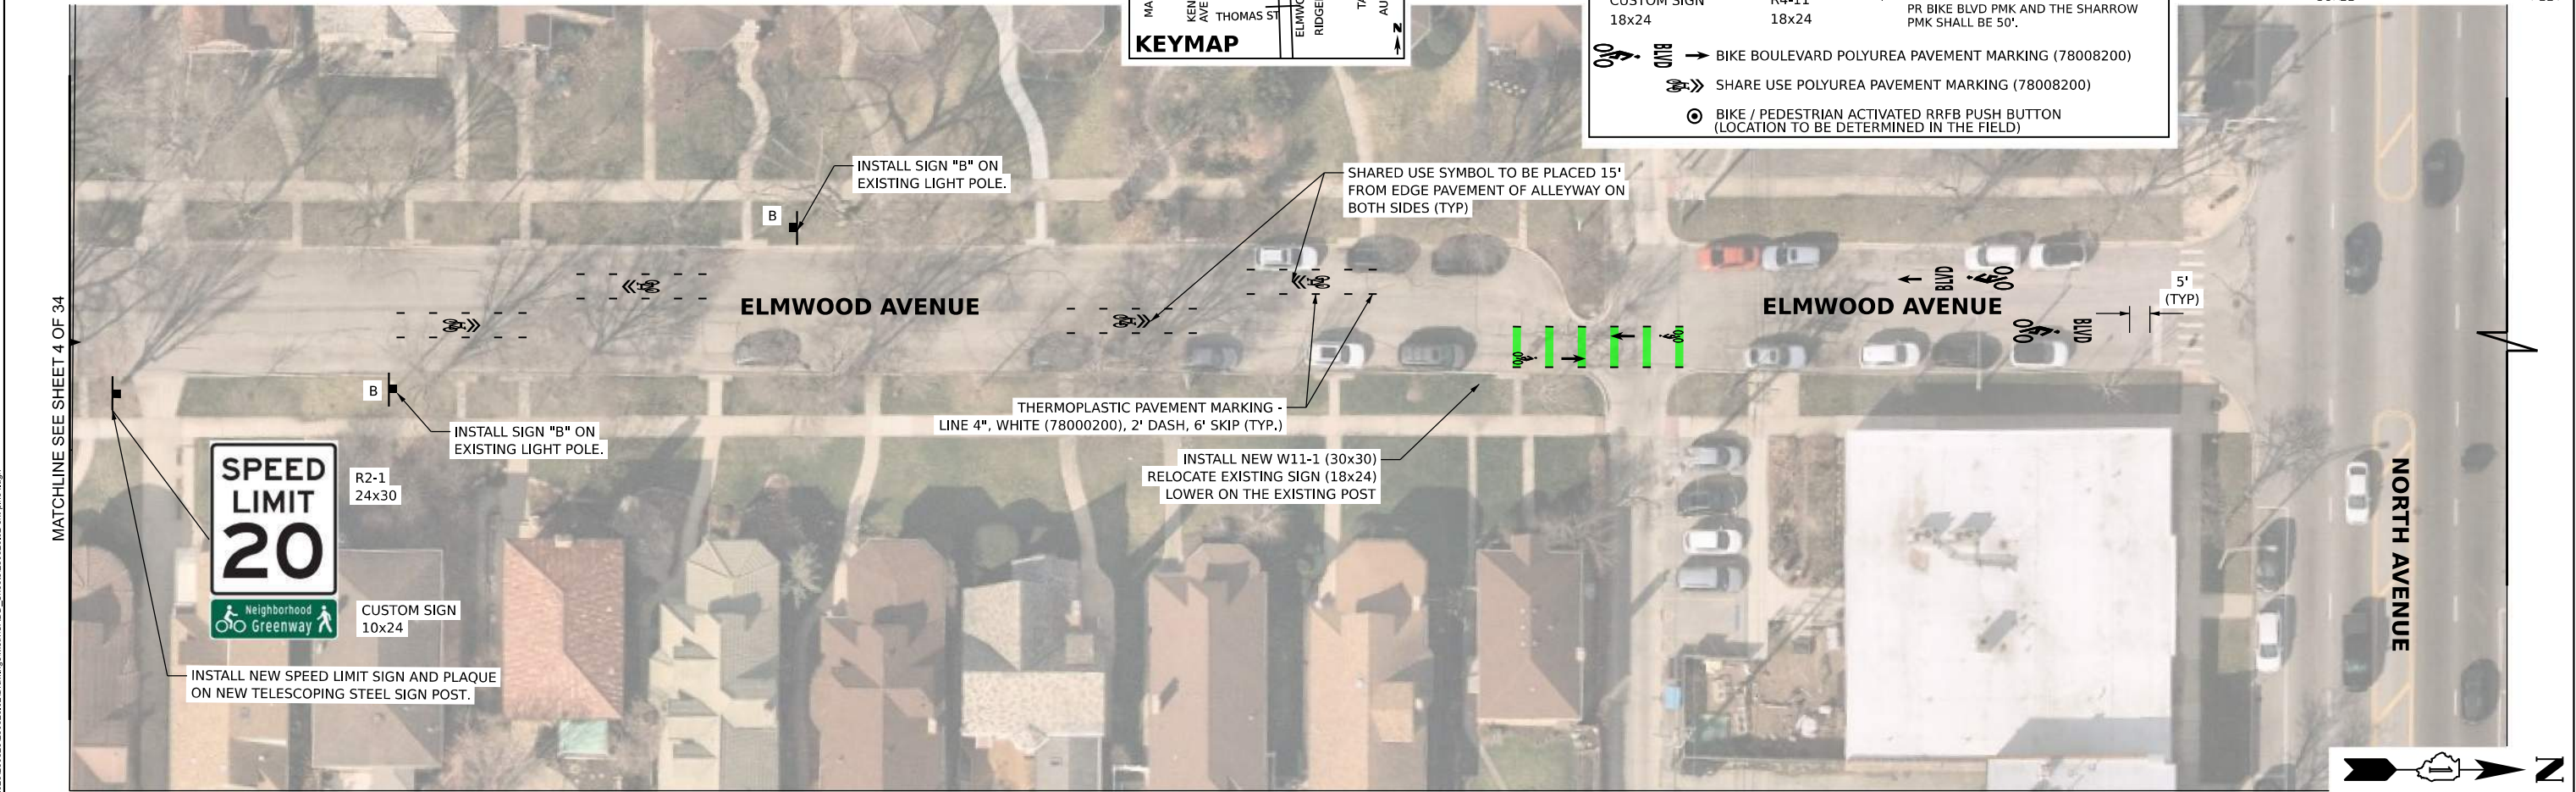 THOMAS ST
KEYMAP
N
CUSTOM SIGN
18x24
R4-11
18x24
PR BIKE BLVD PMK AND THE SHARROW
PMK SHALL BE 50'.
BLVD
BIKE BOULEVARD POLYUREA PAVEMENT MARKING (78008200)
SHARE USE POLYUREA PAVEMENT MARKING (78008200)
BIKE / PEDESTRIAN ACTIVATED RRFB PUSH BUTTON
(LOCATION TO BE DETERMINED IN THE FIELD)
INSTALL SIGN "B" ON
EXISTING LIGHT POLE.
B
SHARED USE SYMBOL TO BE PLACED 15'
FROM EDGE PAVEMENT OF ALLEYWAY ON
BOTH SIDES (TYP)
MATCHLINE SEE SHEET 4 OF 34
ELMWOOD AVENUE
ELMWOOD AVENUE
BLVD
BLVD
5'
(TYP)
B
INSTALL SIGN "B" ON
EXISTING LIGHT POLE.
THERMOPLASTIC PAVEMENT MARKING -
LINE 4", WHITE (78000200), 2' DASH, 6' SKIP (TYP.)
INSTALL NEW W11-1 (30x30)
RELOCATE EXISTING SIGN (18x24)
LOWER ON THE EXISTING POST
SPEED
LIMIT
20
R2-1
24x30
Neighborhood
Greenway
CUSTOM SIGN
10x24
INSTALL NEW SPEED LIMIT SIGN AND PLAQUE
ON NEW TELESCOPING STEEL SIGN POST.
NORTH AVENUE
N